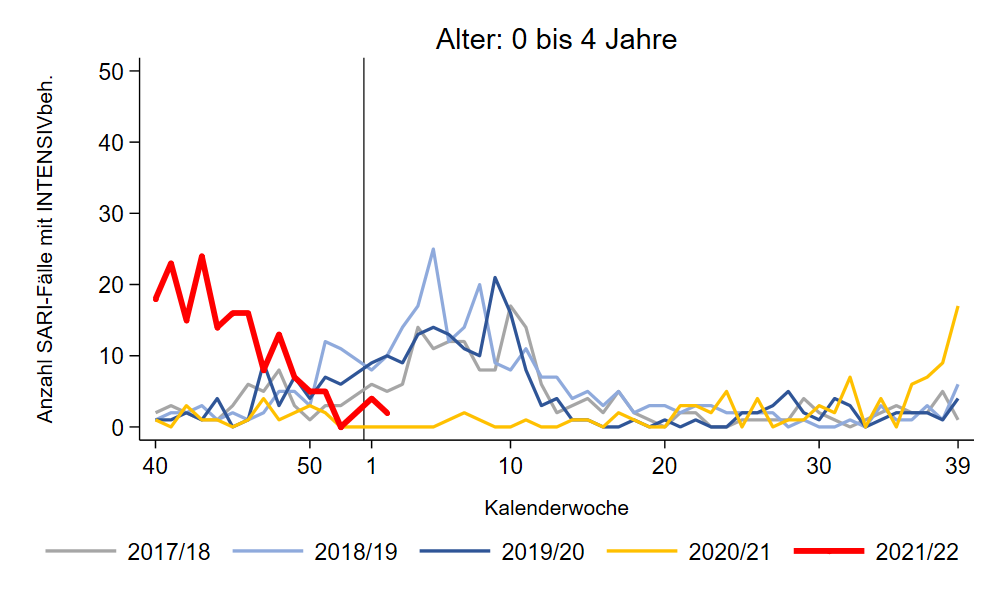 Alter: 0 bis 4 Jahre
Anzahl SARI-Fälle mit INTENSIVbeh.
50
40
30
20
10
0
40 50 1 10 20 30 39
Kalenderwoche
2017/18 2018/19 2019/20 2020/21 2021/22